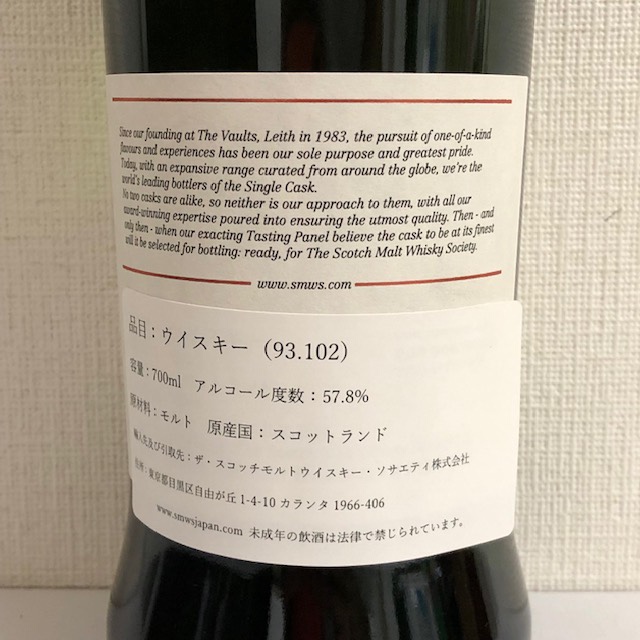 Since our founding at The Vaults, Leith in 1983, the pursuit of one-of-a-kind
flavours and experiences has been our sole purpose and greatest pride.
Today, with an expansive range curated from around the globe, we're the
world's leading bottlers of the Single Cask.
No two casks are alike, so neither is our approach to them, with all our
award-winning expertise poured into ensuring the utmost quality. Then - and
only then - when our exacting Tasting Panel believe the cask to be at its finest
will it be selected for bottling: ready, for The Scotch Malt Whisky Society.
www.smws.com
品目：ウイスキー（93.102）
容量：700ml アルコール度数：57.8%
原材料：モルト 原産国：スコットランド
輸入先及び引取先：ザ・スコッチモルトウイスキー・ソサエティ株式会社
住所：東京都目黒区自由が丘 1-4-10 カランタ 1966-406
www.smwsjapan.com 未成年の飲酒は法律で禁じられています。